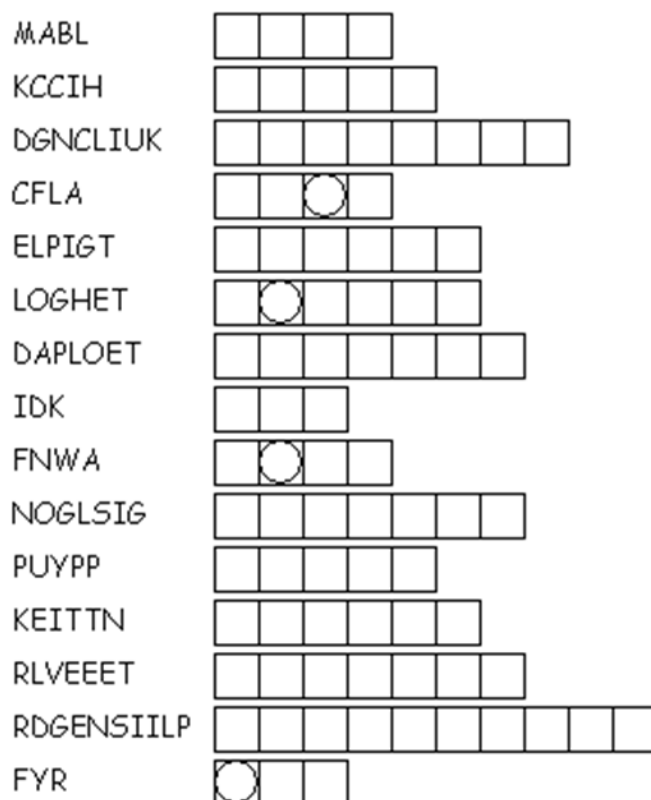 MABL
KCCIH
DGNCLIUK
CFLA
ELPIGT
LOGHET
DAPLOET
IDK
FNWA
NOGLSIG
PUYPP
KEITTN
RLVEEET
RDGENSIILP
FYR